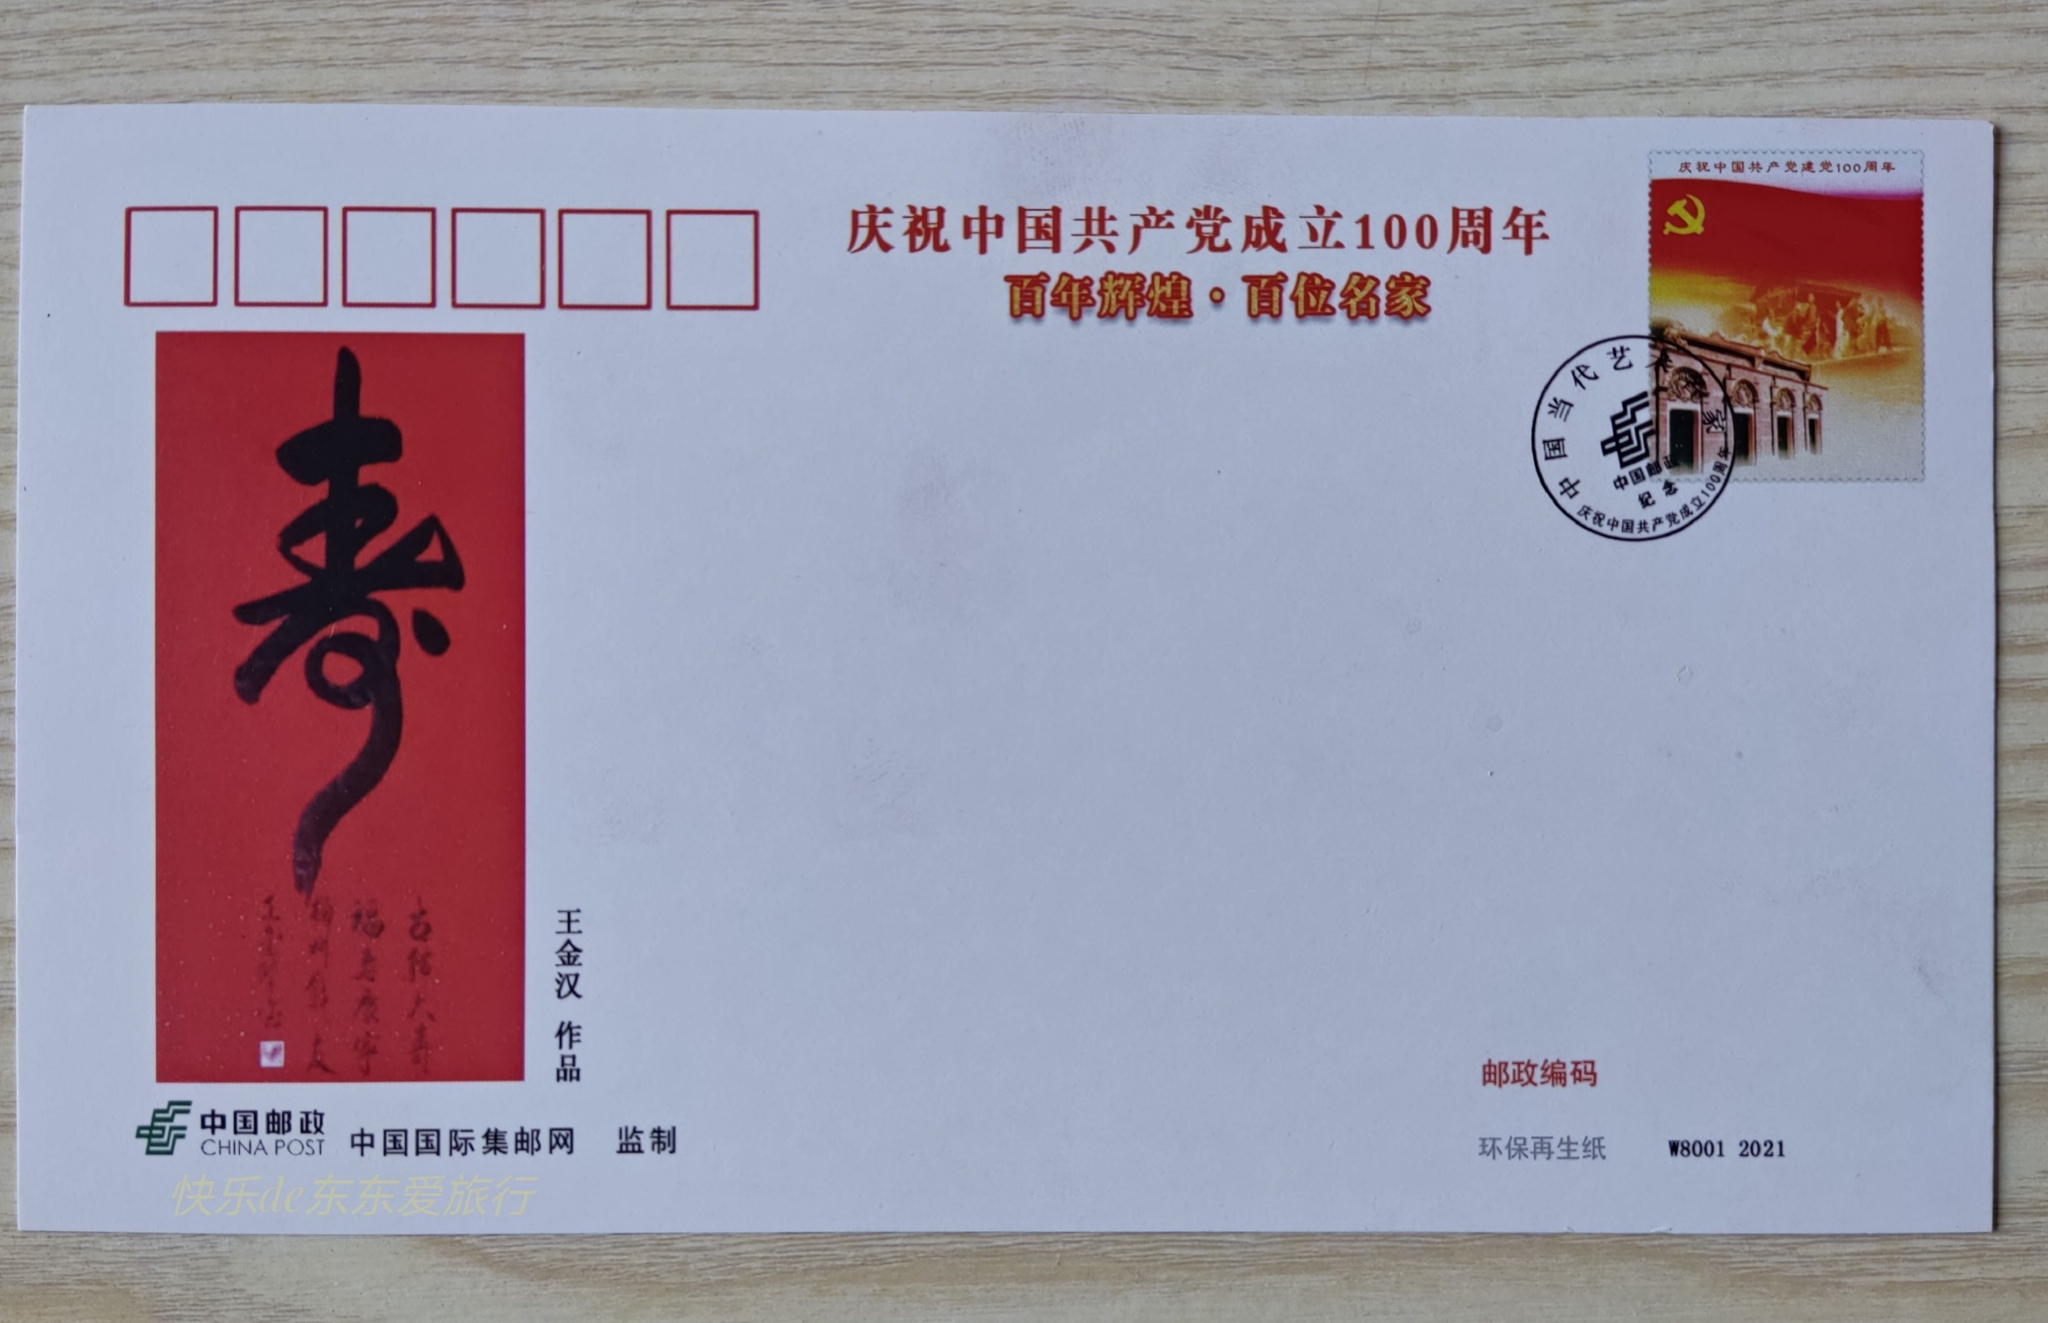 庆祝中国共产党成立100周年
百年辉煌·百位名家
庆祝中国共产党建党100周年
中国当代艺术名家
中国邮政
纪念
庆祝中国共产党成立100周年
寿
福寿康宁
王金汉 作品
中国邮政
CHINA POST
中国国际集邮网 监制
邮政编码
环保再生纸 W8001 2021
快乐de东东爱旅行